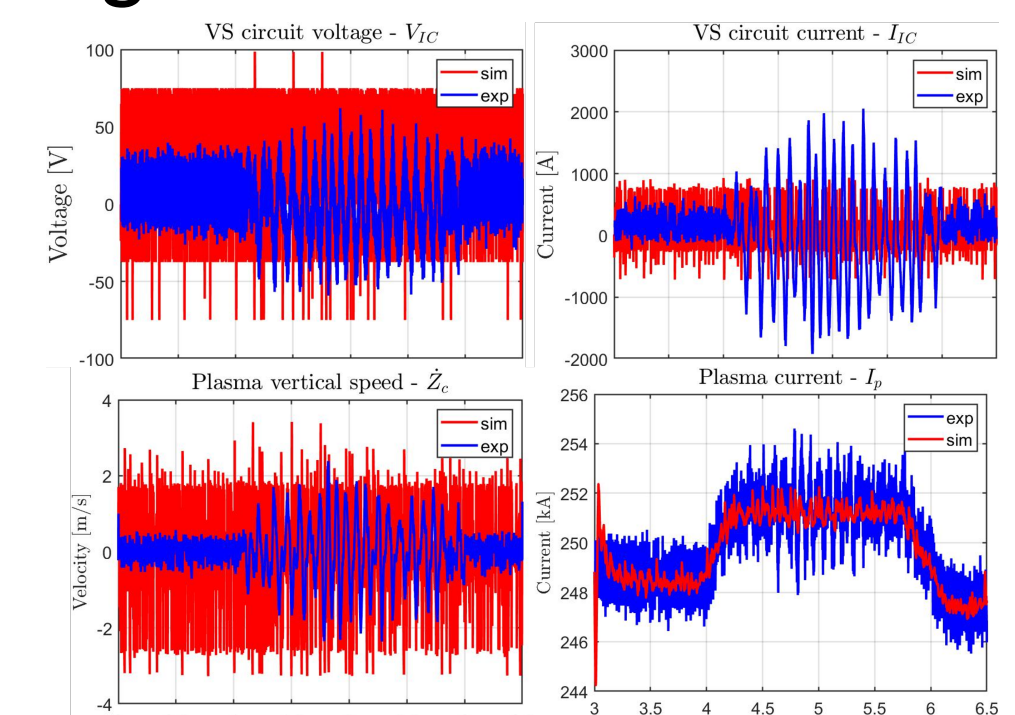 VS circuit voltage - V_IC
100
50
0
-50
-100
Voltage [V]
sim
exp
VS circuit current - I_IC
3000
2000
1000
0
-1000
-2000
Current [A]
sim
exp
Plasma vertical speed - Ż_c
4
2
0
-2
-4
Velocity [m/s]
sim
exp
Plasma current - I_p
256
254
252
250
248
246
244
Current [kA]
exp
sim
3 3.5 4 4.5 5 5.5 6 6.5